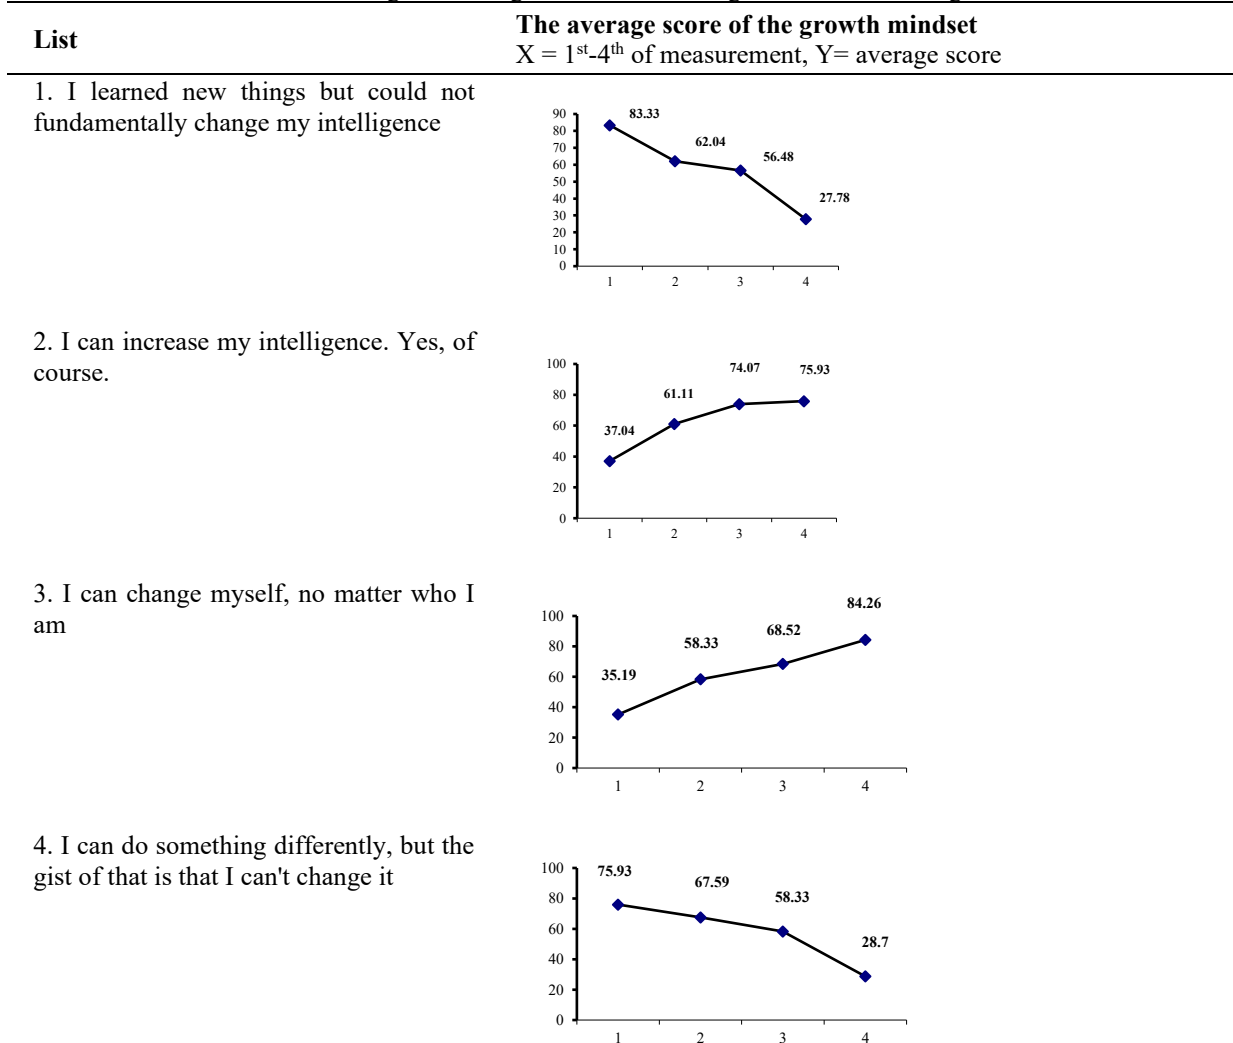 List
The average score of the growth mindset
X = 1st-4th of measurement, Y= average score
1. I learned new things but could not
fundamentally change my intelligence
90
80
70
60
50
40
30
20
10
0
83.33
62.04
56.48
27.78
1 2 3 4
2. I can increase my intelligence. Yes, of
course.
100
80
60
40
20
0
37.04
61.11
74.07
75.93
1 2 3 4
3. I can change myself, no matter who I
am
100
80
60
40
20
0
35.19
58.33
68.52
84.26
1 2 3 4
4. I can do something differently, but the
gist of that is that I can't change it
100
80
60
40
20
0
75.93
67.59
58.33
28.7
1 2 3 4